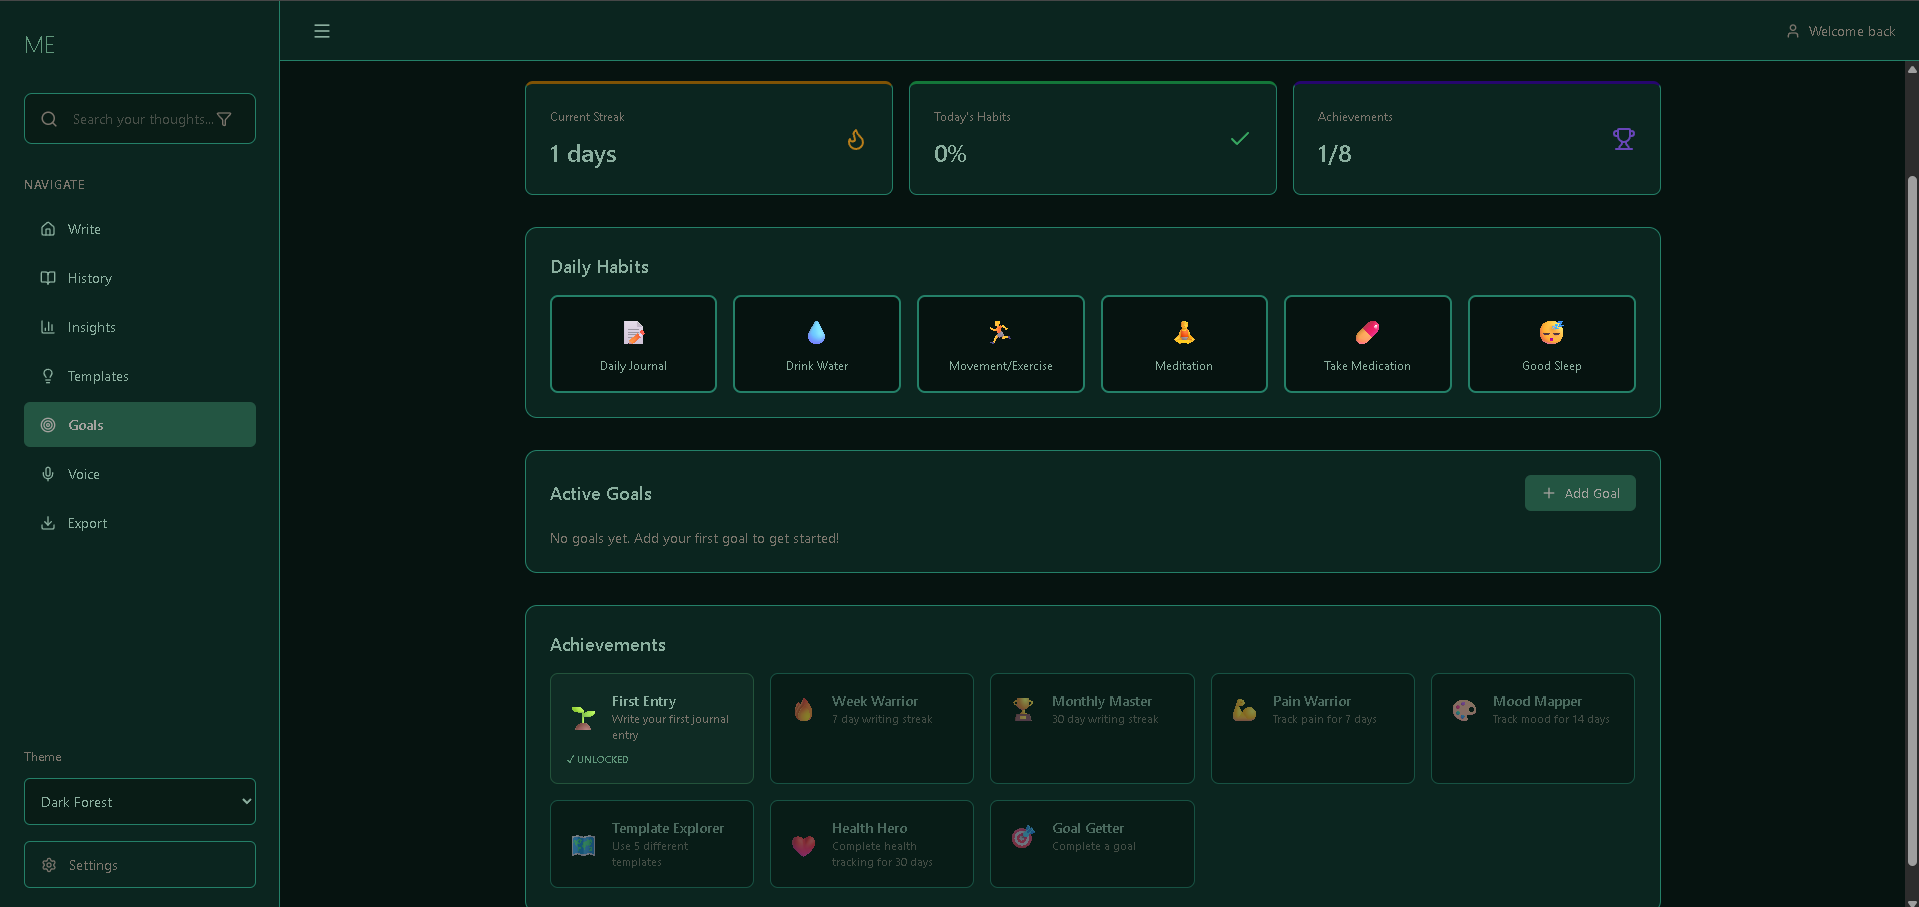 ME
Welcome back
Search your thoughts...
NAVIGATE
Write
History
Insights
Templates
Goals
Voice
Export
Theme
Dark Forest
Settings
Current Streak
1 days
Today's Habits
0%
Achievements
1/8
Daily Habits
Daily Journal
Drink Water
Movement/Exercise
Meditation
Take Medication
Good Sleep
Active Goals
Add Goal
No goals yet. Add your first goal to get started!
Achievements
First Entry
Write your first journal
entry
✓ UNLOCKED
Week Warrior
7 day writing streak
Monthly Master
30 day writing streak
Pain Warrior
Track pain for 7 days
Mood Mapper
Track mood for 14 days
Template Explorer
Use 5 different
templates
Health Hero
Complete health
tracking for 30 days
Goal Getter
Complete a goal